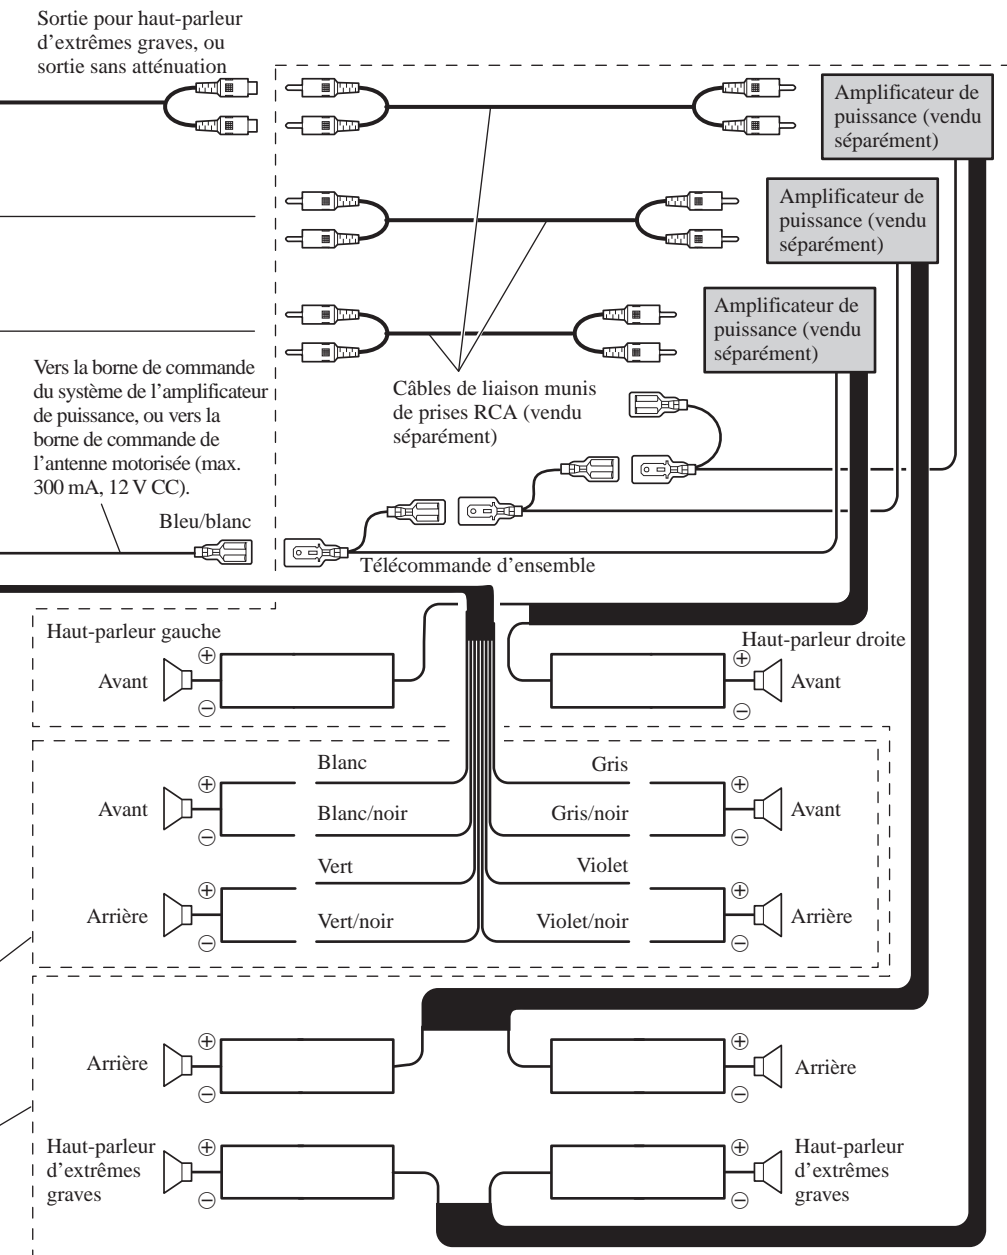 Sortie pour haut-parleur
d’extrêmes graves, ou
sortie sans atténuation
Amplificateur de
puissance (vendu
séparément)
Amplificateur de
puissance (vendu
séparément)
Amplificateur de
puissance (vendu
séparément)
Vers la borne de commande
du système de l’amplificateur
de puissance, ou vers la
borne de commande de
l’antenne motorisée (max.
300 mA, 12 V CC).
Câbles de liaison munis
de prises RCA (vendu
séparément)
Bleu/blanc
Télécommande d’ensemble
Haut-parleur gauche
Haut-parleur droite
+
+
Avant
Avant
−
−
Blanc
Gris
+
+
Avant
Blanc/noir
Gris/noir
Avant
−
−
Vert
Violet
+
+
Arrière
Vert/noir
Violet/noir
Arrière
−
−
+
+
Arrière
Arrière
−
−
Haut-parleur
d’extrêmes
graves
+
+
Haut-parleur
d’extrêmes
graves
−
−